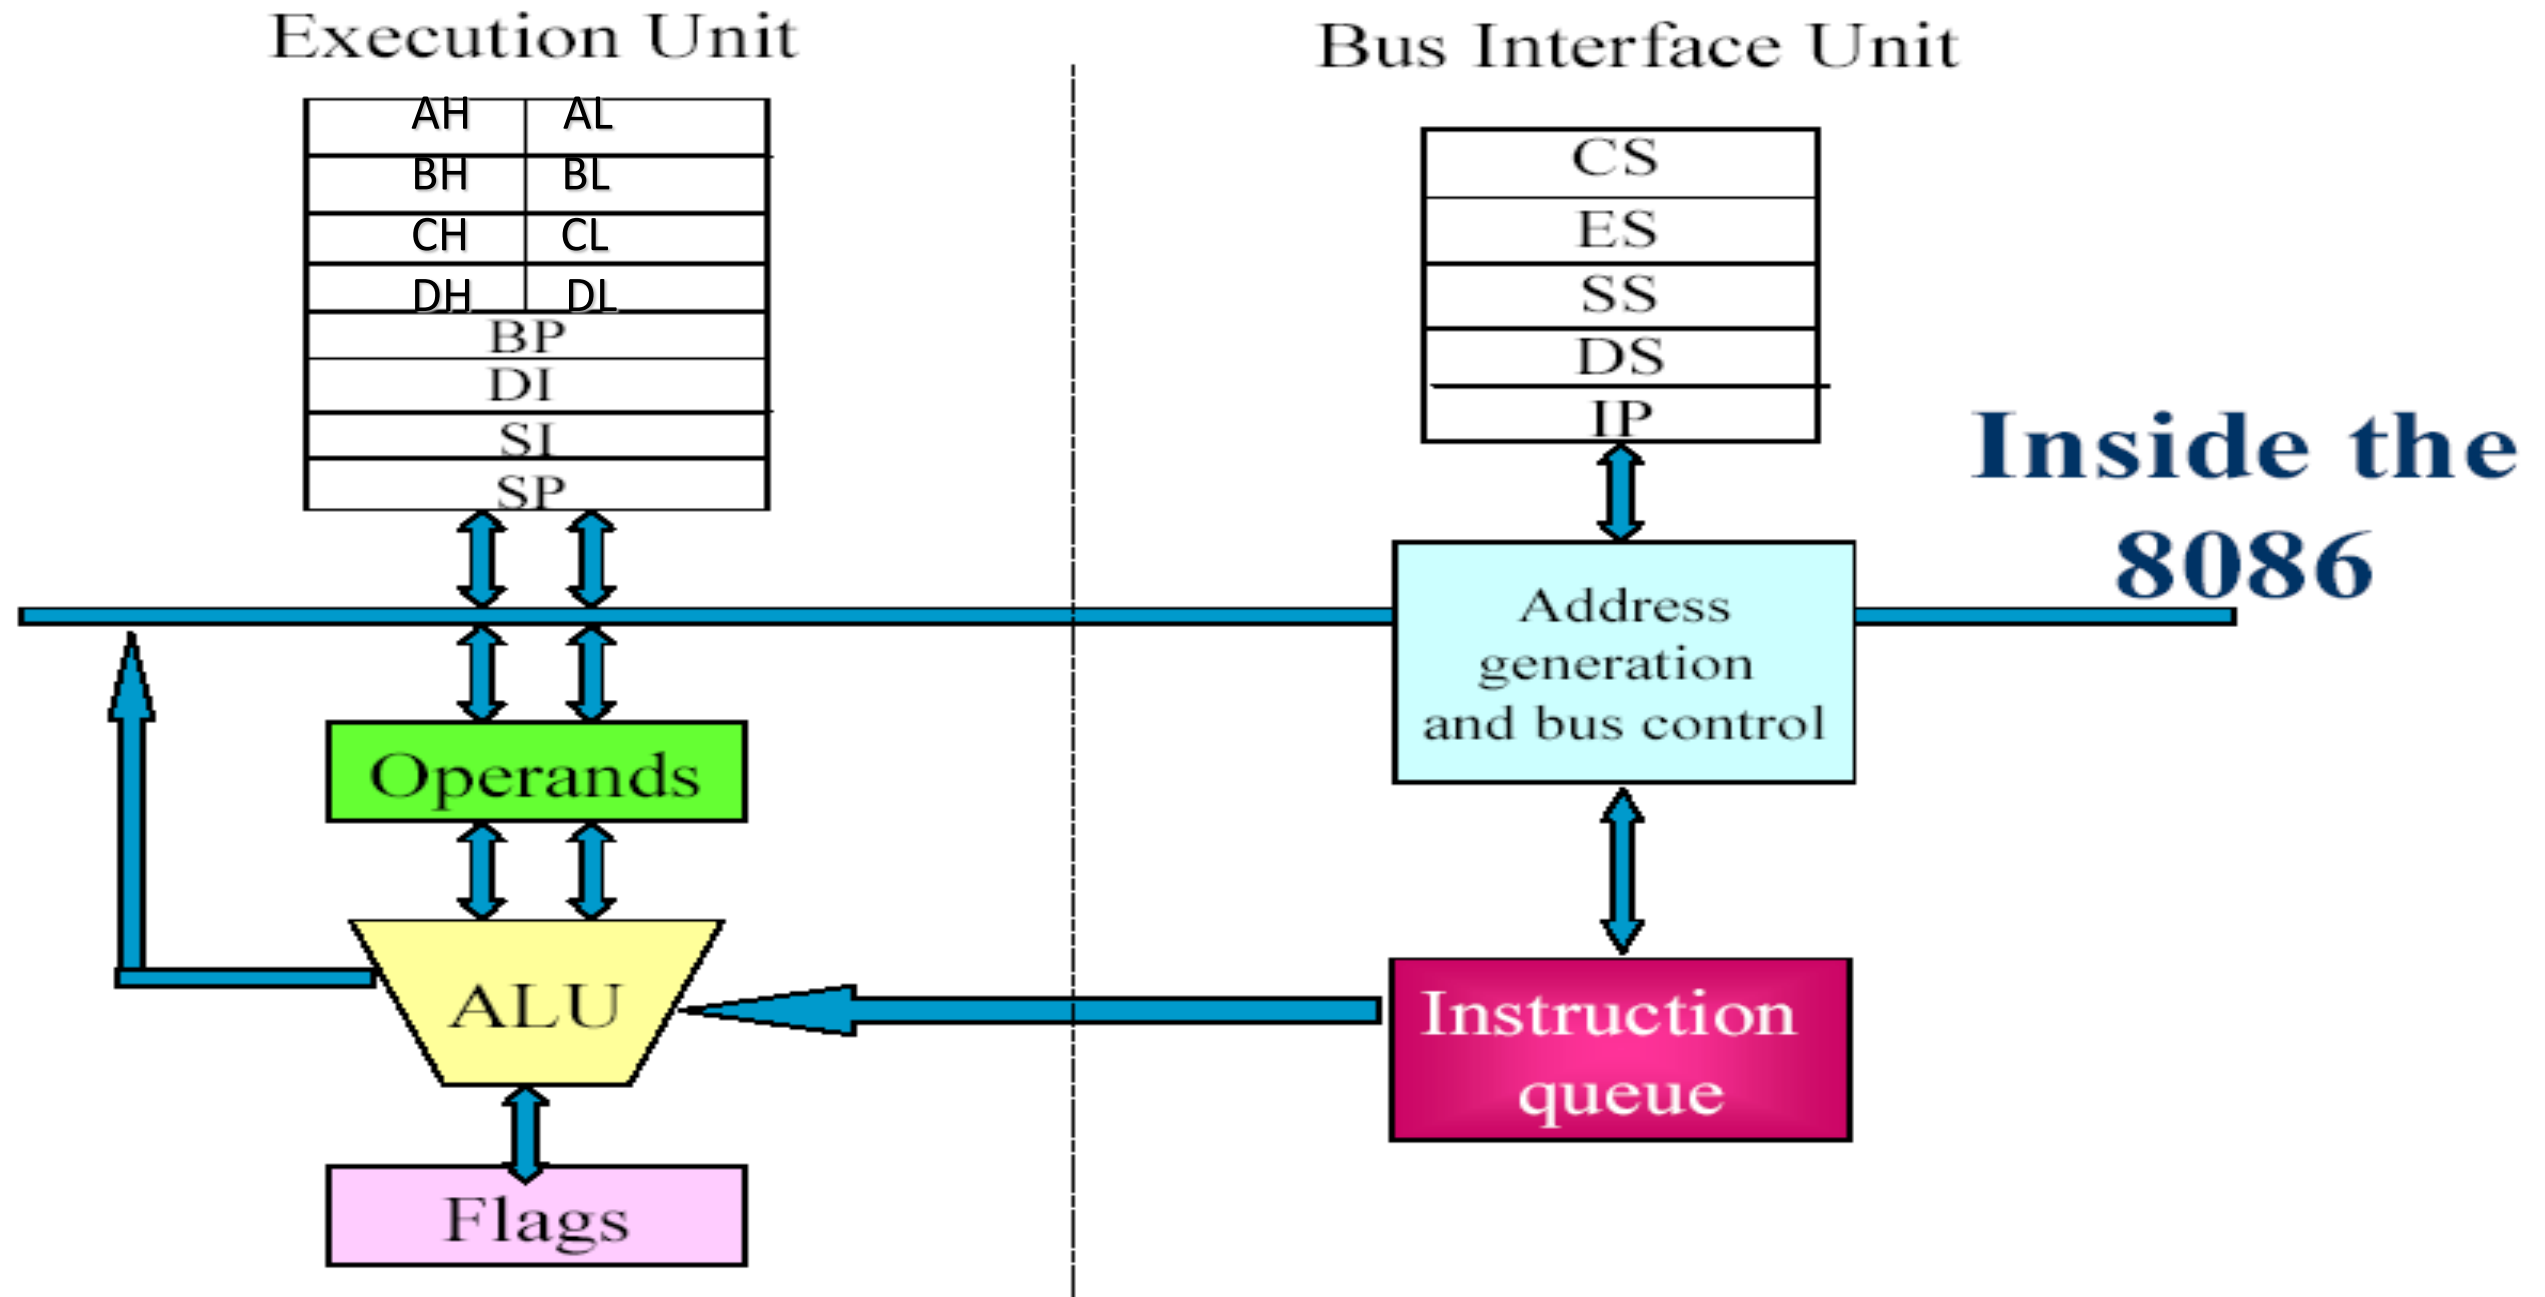 Execution Unit
AH AL
BH BL
CH CL
DH DL
BP
DI
SI
SP
Operands
ALU
Flags
Bus Interface Unit
CS
ES
SS
DS
IP
Address
generation
and bus control
Instruction
queue
Inside the
8086